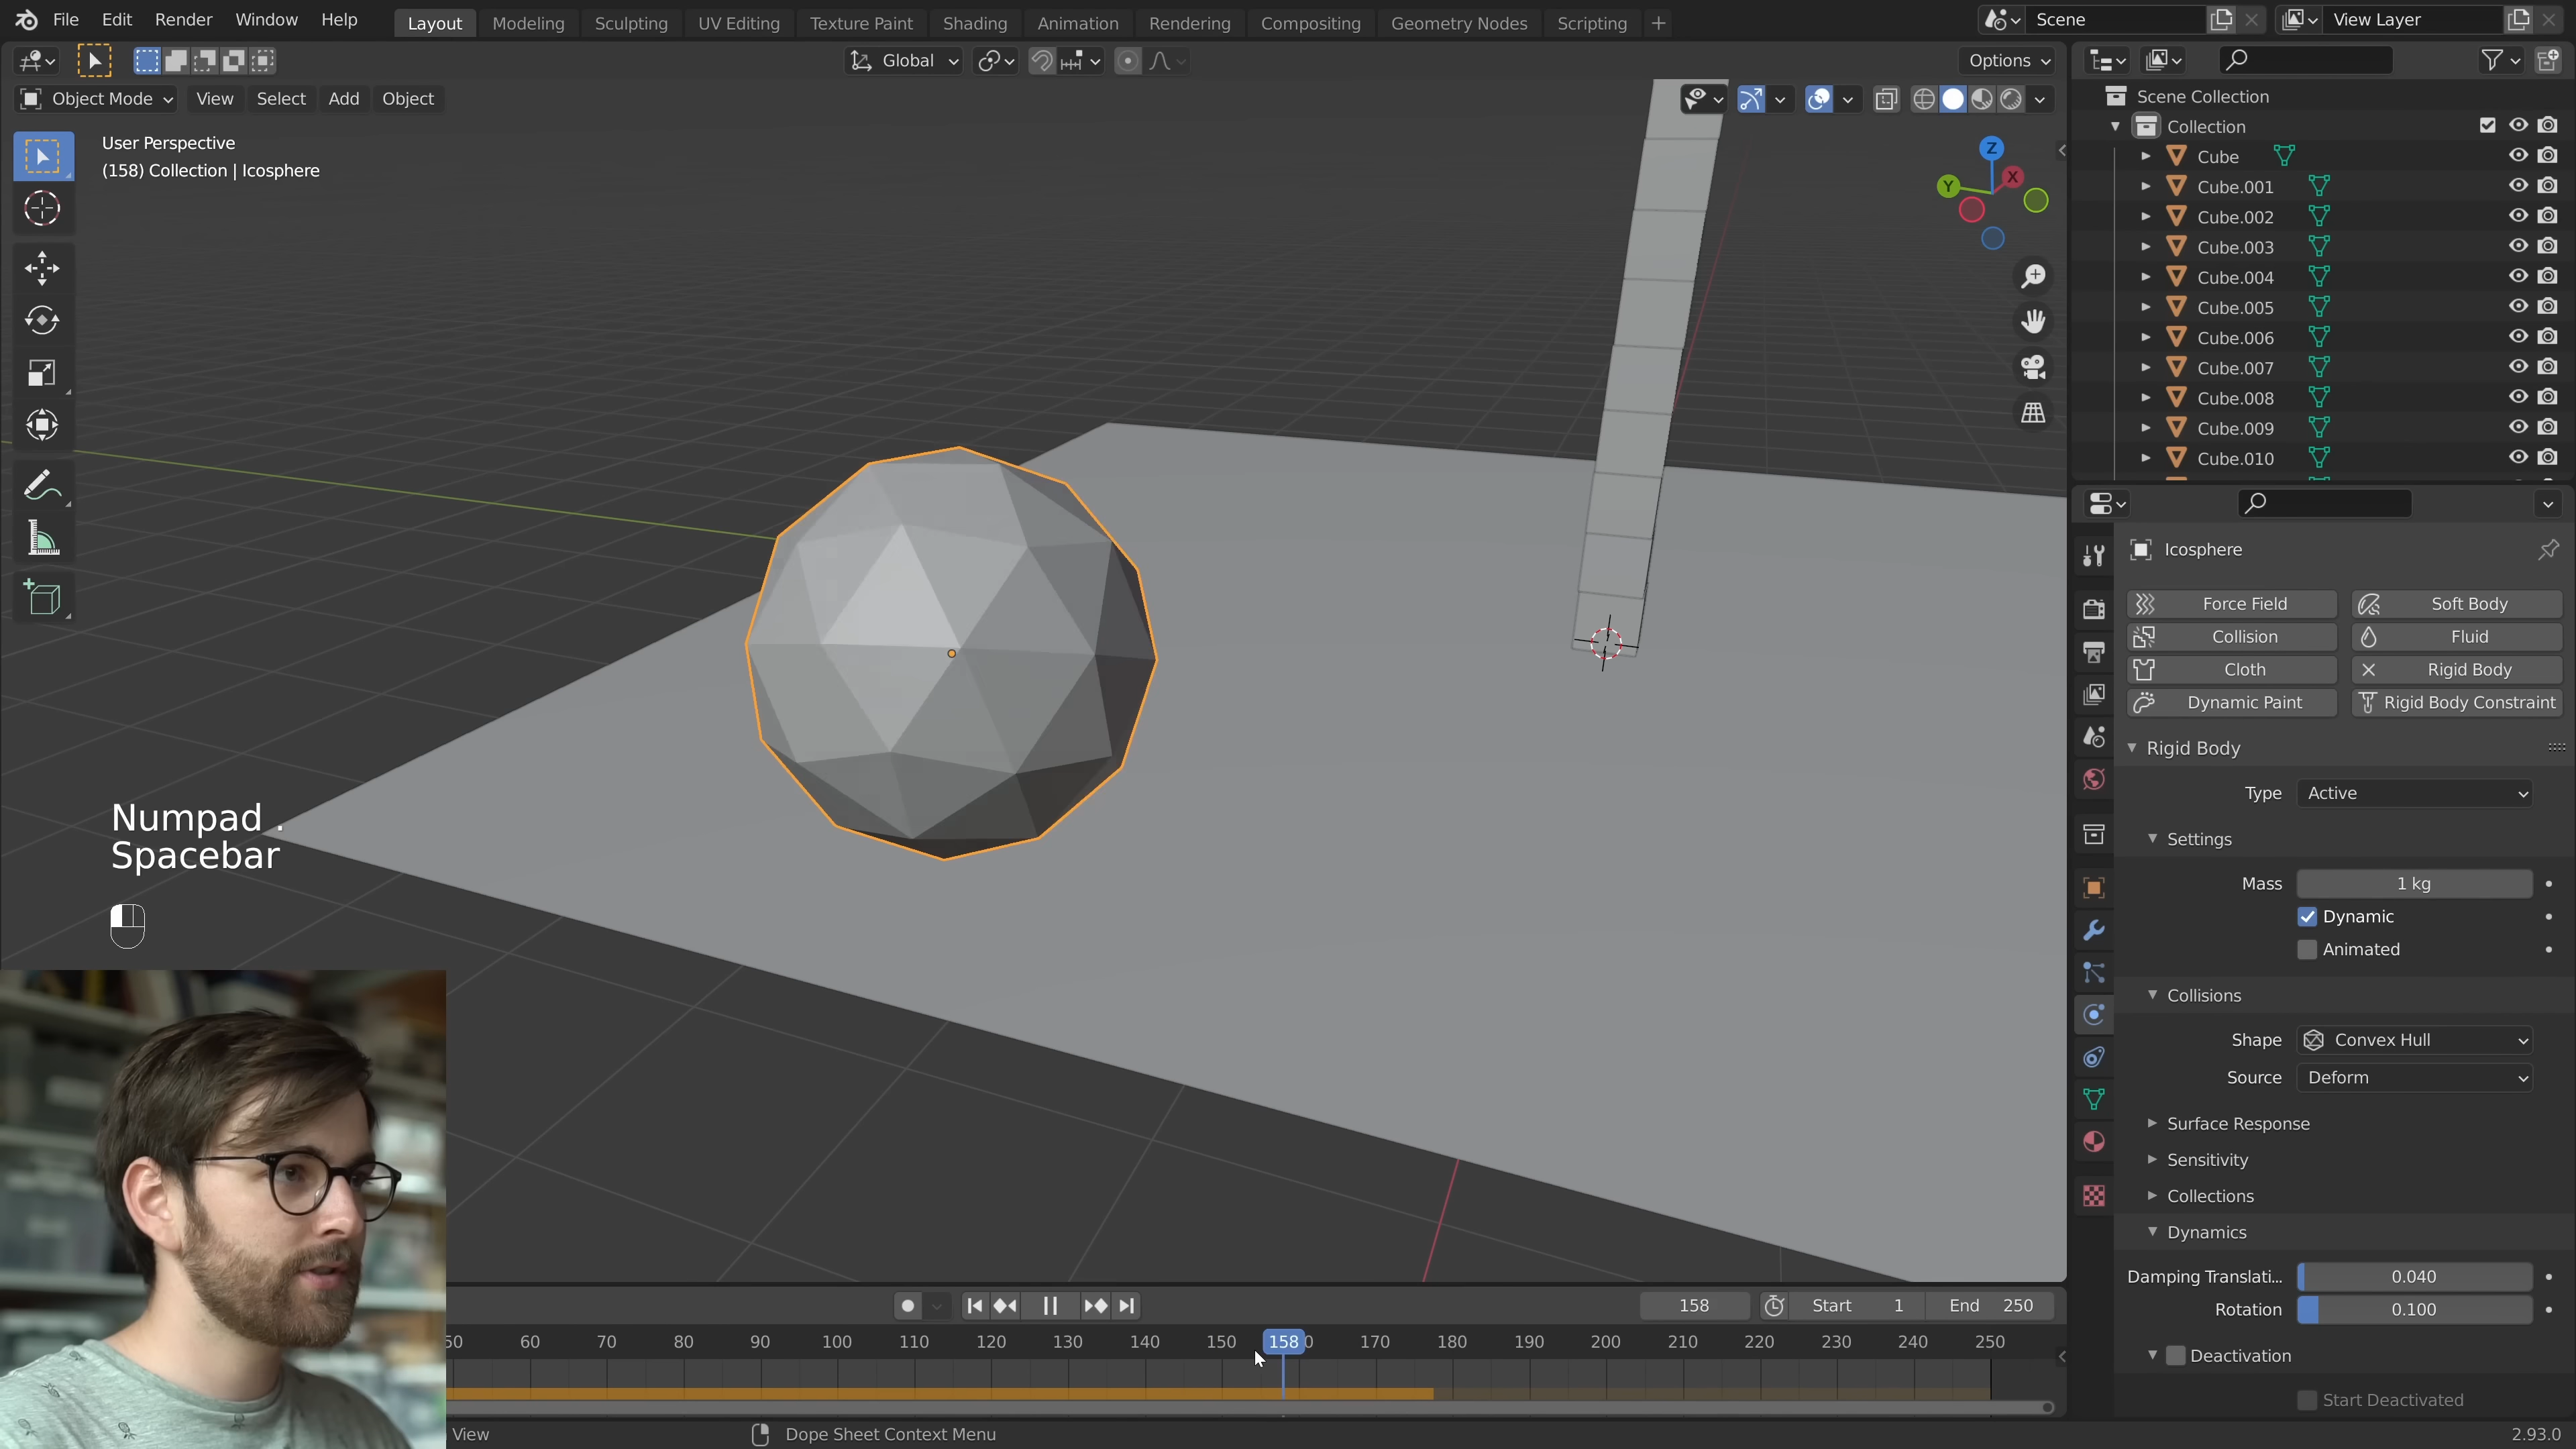 File Edit Render Window Help
Layout Modeling Sculpting UV Editing Texture Paint Shading Animation Rendering Compositing Geometry Nodes Scripting +
Scene
View Layer
Global
Options
Object Mode View Select Add Object
User Perspective
(158) Collection | Icosphere
Z
Y
X
Numpad .
Spacebar
Scene Collection
Collection
Cube
Cube.001
Cube.002
Cube.003
Cube.004
Cube.005
Cube.006
Cube.007
Cube.008
Cube.009
Cube.010
Icosphere
Force Field Soft Body
Collision Fluid
Cloth Rigid Body
Dynamic Paint Rigid Body Constraint
Rigid Body
Type Active
Settings
Mass 1 kg
Dynamic
Animated
Collisions
Shape Convex Hull
Source Deform
Surface Response
Sensitivity
Collections
Dynamics
Damping Translati... 0.040
Rotation 0.100
Deactivation
Start Deactivated
158 Start 1 End 250
60 70 80 90 100 110 120 130 140 150 158 170 180 190 200 210 220 230 240 250
View Dope Sheet Context Menu 2.93.0